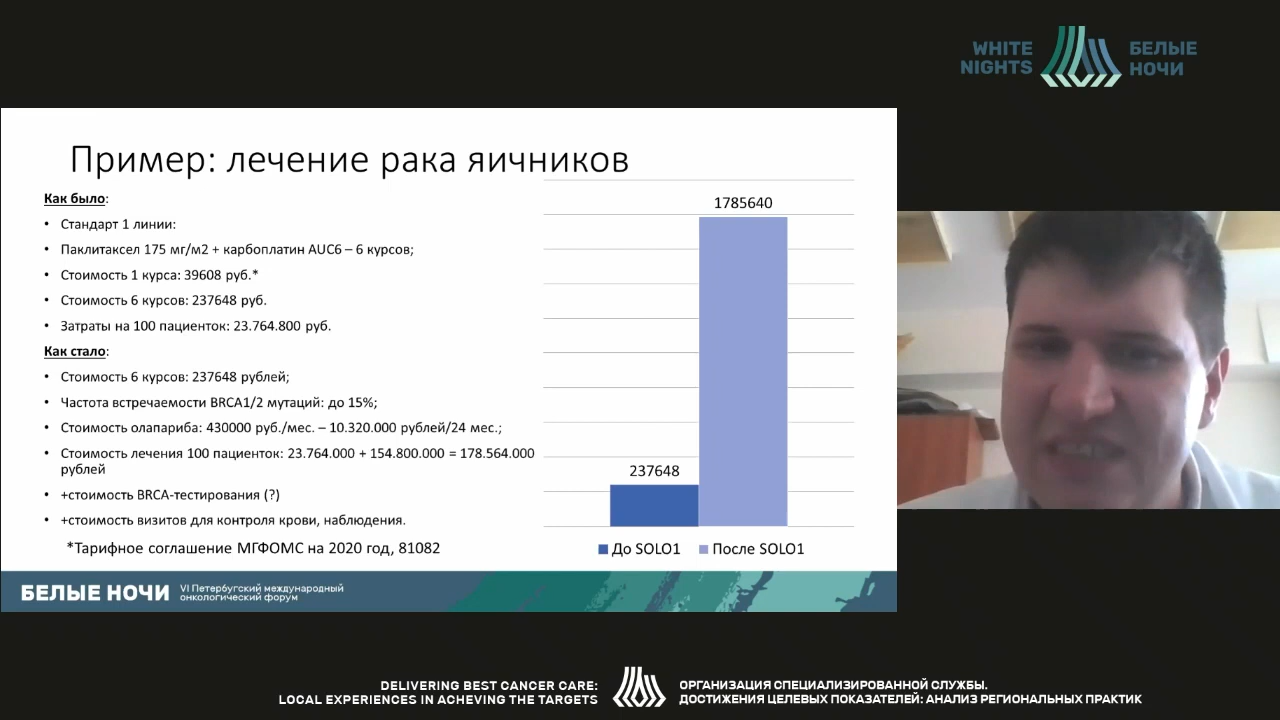 WHITE
NIGHTS
БЕЛЫЕ
НОЧИ
Пример: лечение рака яичников
Как было:
• Стандарт 1 линии:
• Паклитаксел 175 мг/м2 + карбоплатин AUC6 – 6 курсов;
• Стоимость 1 курса: 39608 руб.*
• Стоимость 6 курсов: 237648 руб.
• Затраты на 100 пациенток: 23.764.800 руб.
Как стало:
• Стоимость 6 курсов: 237648 рублей;
• Частота встречаемости BRCA1/2 мутаций: до 15%;
• Стоимость олапариба: 430000 руб./мес. – 10.320.000 рублей/24 мес.;
• Стоимость лечения 100 пациенток: 23.764.000 + 154.800.000 = 178.564.000
рублей
• +стоимость BRCA-тестирования (?)
• +стоимость визитов для контроля крови, наблюдения.
*Тарифное соглашение МГФОМС на 2020 год, 81082
1785640
237648
До SOLO1
После SOLO1
БЕЛЫЕ НОЧИ
VI Петербугский международный
онкологический форум
DELIVERING BEST CANCER CARE:
LOCAL EXPERIENCES IN ACHEVING THE TARGETS
ОРГАНИЗАЦИЯ СПЕЦИАЛИЗИРОВАННОЙ СЛУЖБЫ.
ДОСТИЖЕНИЯ ЦЕЛЕВЫХ ПОКАЗАТЕЛЕЙ: АНАЛИЗ РЕГИОНАЛЬНЫХ ПРАКТИК